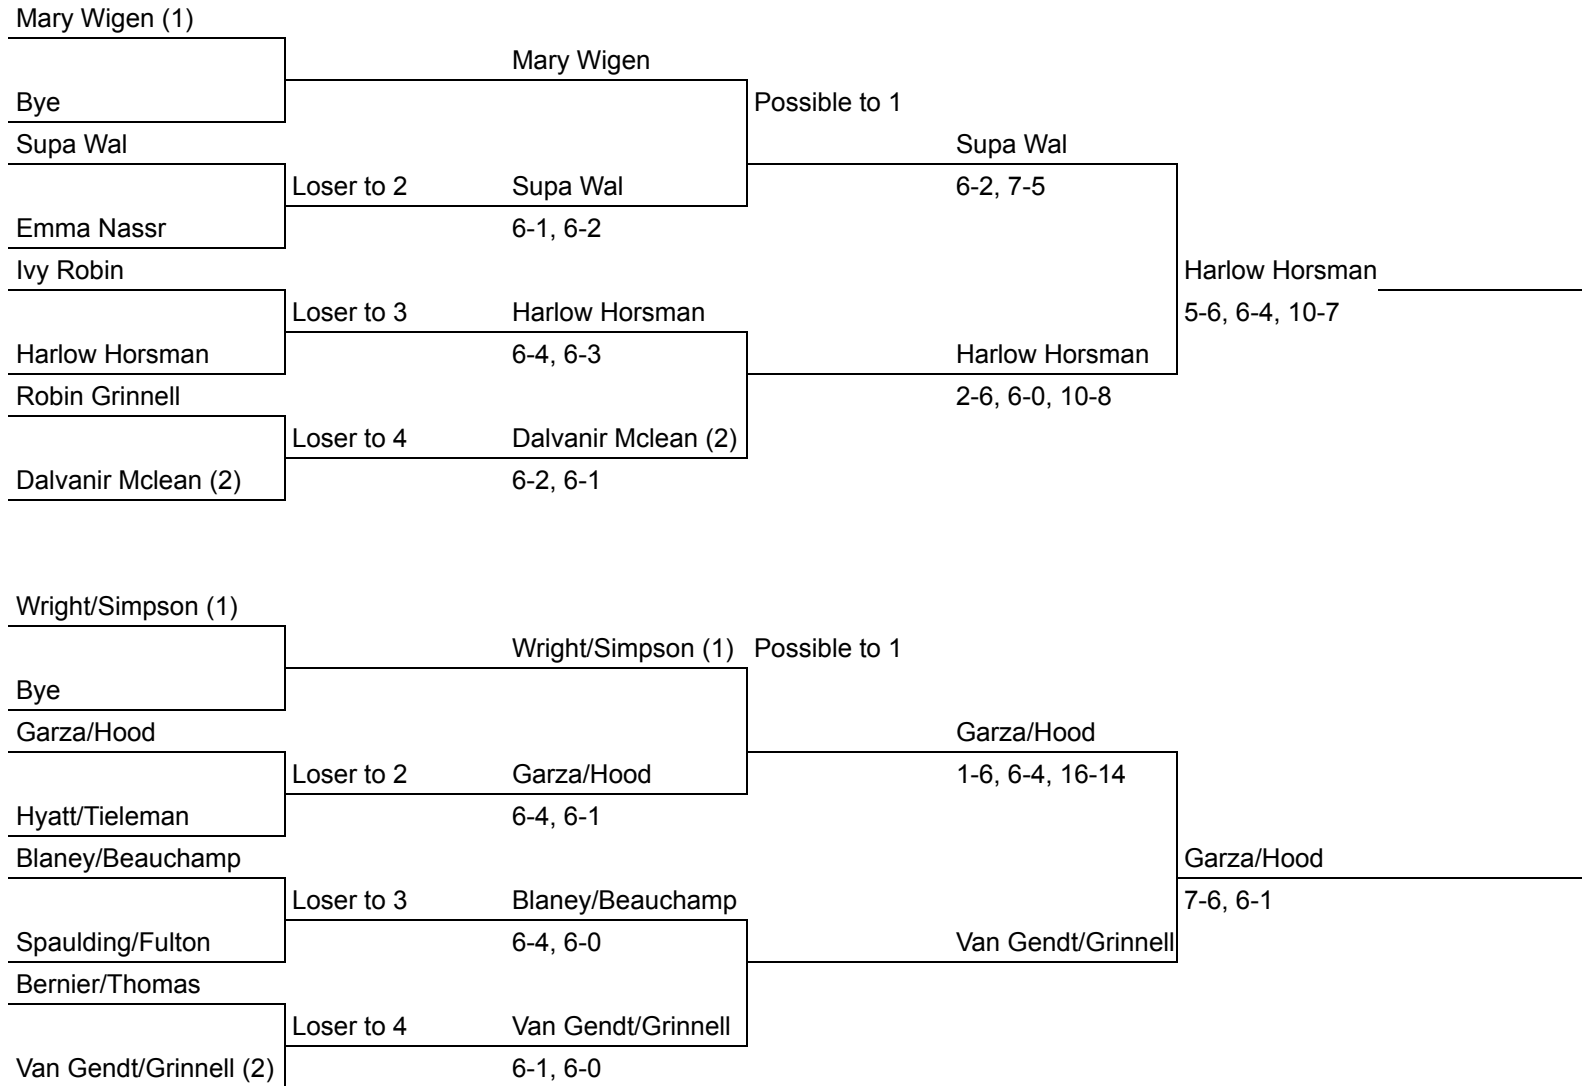 Mary Wigen (1)
Mary Wigen
Bye
Possible to 1
Supa Wal
Supa Wal
Loser to 2
Supa Wal
6-2, 7-5
Emma Nassr
6-1, 6-2
Ivy Robin
Harlow Horsman
Loser to 3
Harlow Horsman
5-6, 6-4, 10-7
Harlow Horsman
6-4, 6-3
Harlow Horsman
Robin Grinnell
2-6, 6-0, 10-8
Loser to 4
Dalvanir Mclean (2)
Dalvanir Mclean (2)
6-2, 6-1
Wright/Simpson (1)
Wright/Simpson (1)
Possible to 1
Bye
Garza/Hood
Garza/Hood
Loser to 2
Garza/Hood
1-6, 6-4, 16-14
Hyatt/Tieleman
6-4, 6-1
Blaney/Beauchamp
Garza/Hood
Loser to 3
Blaney/Beauchamp
7-6, 6-1
Spaulding/Fulton
6-4, 6-0
Van Gendt/Grinnell
Bernier/Thomas
Loser to 4
Van Gendt/Grinnell
Van Gendt/Grinnell (2)
6-1, 6-0